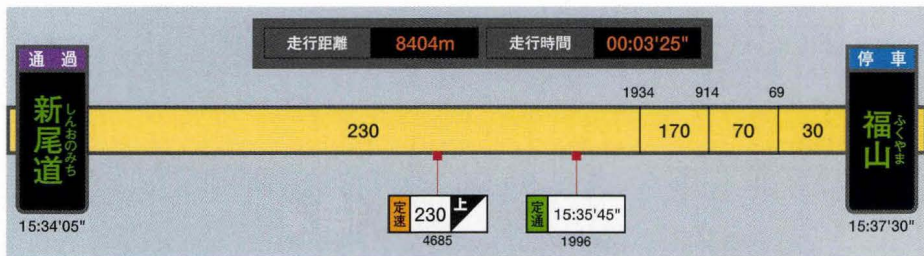 走行距離 8404m 走行時間 00:03'25"
通過
新尾道
しんおのみち
15:34'05"
1934 914 69
230 170 70 30
定速 230 上
4685
定通 15:35'45"
1996
停車
福山
ふくやま
15:37'30"